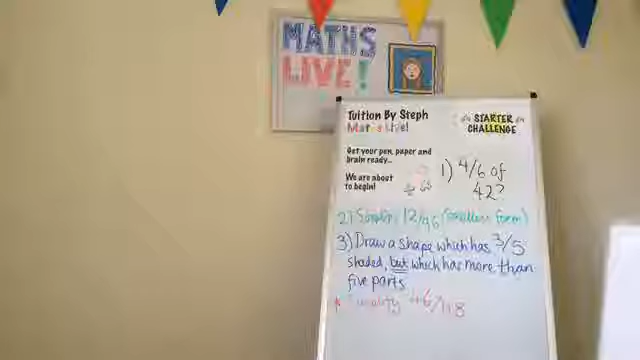 MATHS
LIVE!
Tuition By Steph
Maths Live!
STARTER
CHALLENGE
Get your pen, paper and
brain ready...
We are about
to begin!
1) 4/6 of
42?
2) Simplify 12/96 (smallest form)
3) Draw a shape which has 3/5
shaded, but which has more than
five parts